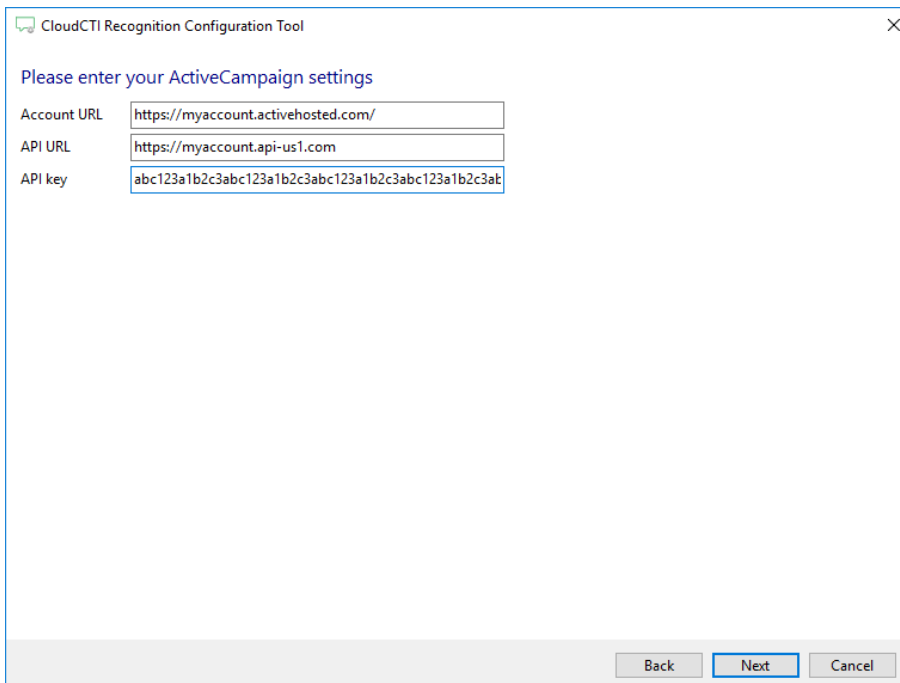 CloudCTI Recognition Configuration Tool
Please enter your ActiveCampaign settings
Account URL https://myaccount.activehosted.com/
API URL https://myaccount.api-us1.com
API key abc123a1b2c3abc123a1b2c3abc123a1b2c3abc123a1b2c3ab
Back Next Cancel